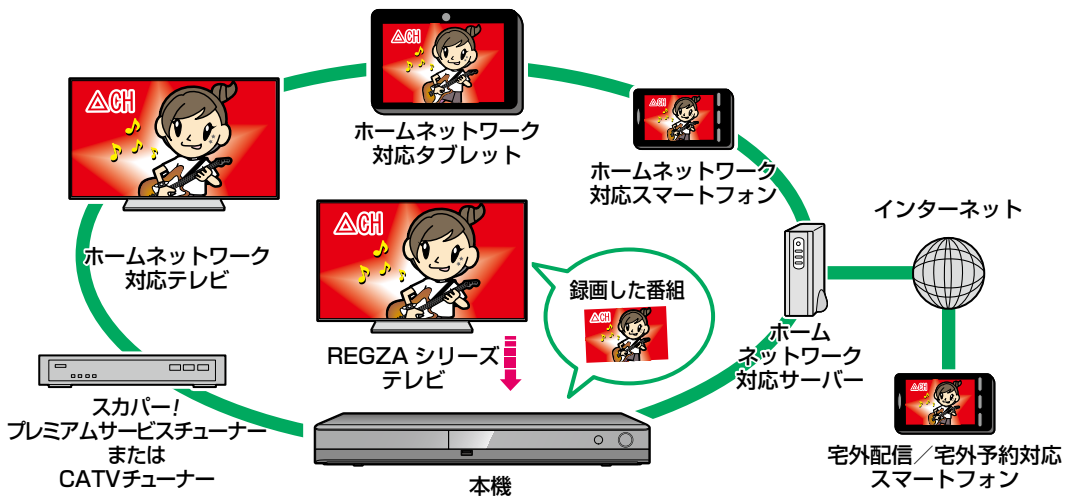 △CH
ホームネットワーク
対応タブレット
△CH
ホームネットワーク
対応テレビ
△CH
ホームネットワーク
対応スマートフォン
インターネット
△CH
REGZA シリーズ
テレビ
録画した番組
△CH
ホーム
ネットワーク
対応サーバー
スカパー!
プレミアムサービスチューナー
または
CATVチューナー
本機
△CH
宅外配信／宅外予約対応
スマートフォン